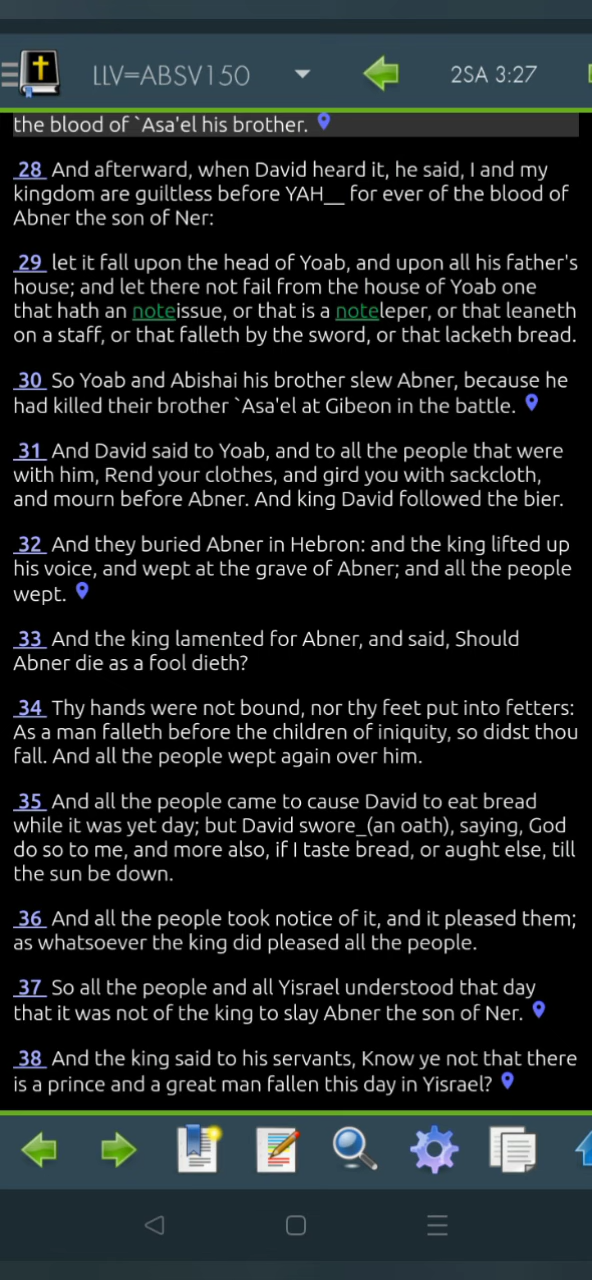 LLV=ABSV150
2SA 3:27
the blood of `Asa'el his brother.
28 And afterward, when David heard it, he said, I and my
kingdom are guiltless before YAH__ for ever of the blood of
Abner the son of Ner:
29 let it fall upon the head of Yoab, and upon all his father's
house; and let there not fail from the house of Yoab one
that hath an noteissue, or that is a noteleper, or that leaneth
on a staff, or that falleth by the sword, or that lacketh bread.
30 So Yoab and Abishai his brother slew Abner, because he
had killed their brother `Asa'el at Gibeon in the battle.
31 And David said to Yoab, and to all the people that were
with him, Rend your clothes, and gird you with sackcloth,
and mourn before Abner. And king David followed the bier.
32 And they buried Abner in Hebron: and the king lifted up
his voice, and wept at the grave of Abner; and all the people
wept.
33 And the king lamented for Abner, and said, Should
Abner die as a fool dieth?
34 Thy hands were not bound, nor thy feet put into fetters:
As a man falleth before the children of iniquity, so didst thou
fall. And all the people wept again over him.
35 And all the people came to cause David to eat bread
while it was yet day; but David swore_(an oath), saying, God
do so to me, and more also, if I taste bread, or aught else, till
the sun be down.
36 And all the people took notice of it, and it pleased them;
as whatsoever the king did pleased all the people.
37 So all the people and all Yisrael understood that day
that it was not of the king to slay Abner the son of Ner.
38 And the king said to his servants, Know ye not that there
is a prince and a great man fallen this day in Yisrael?